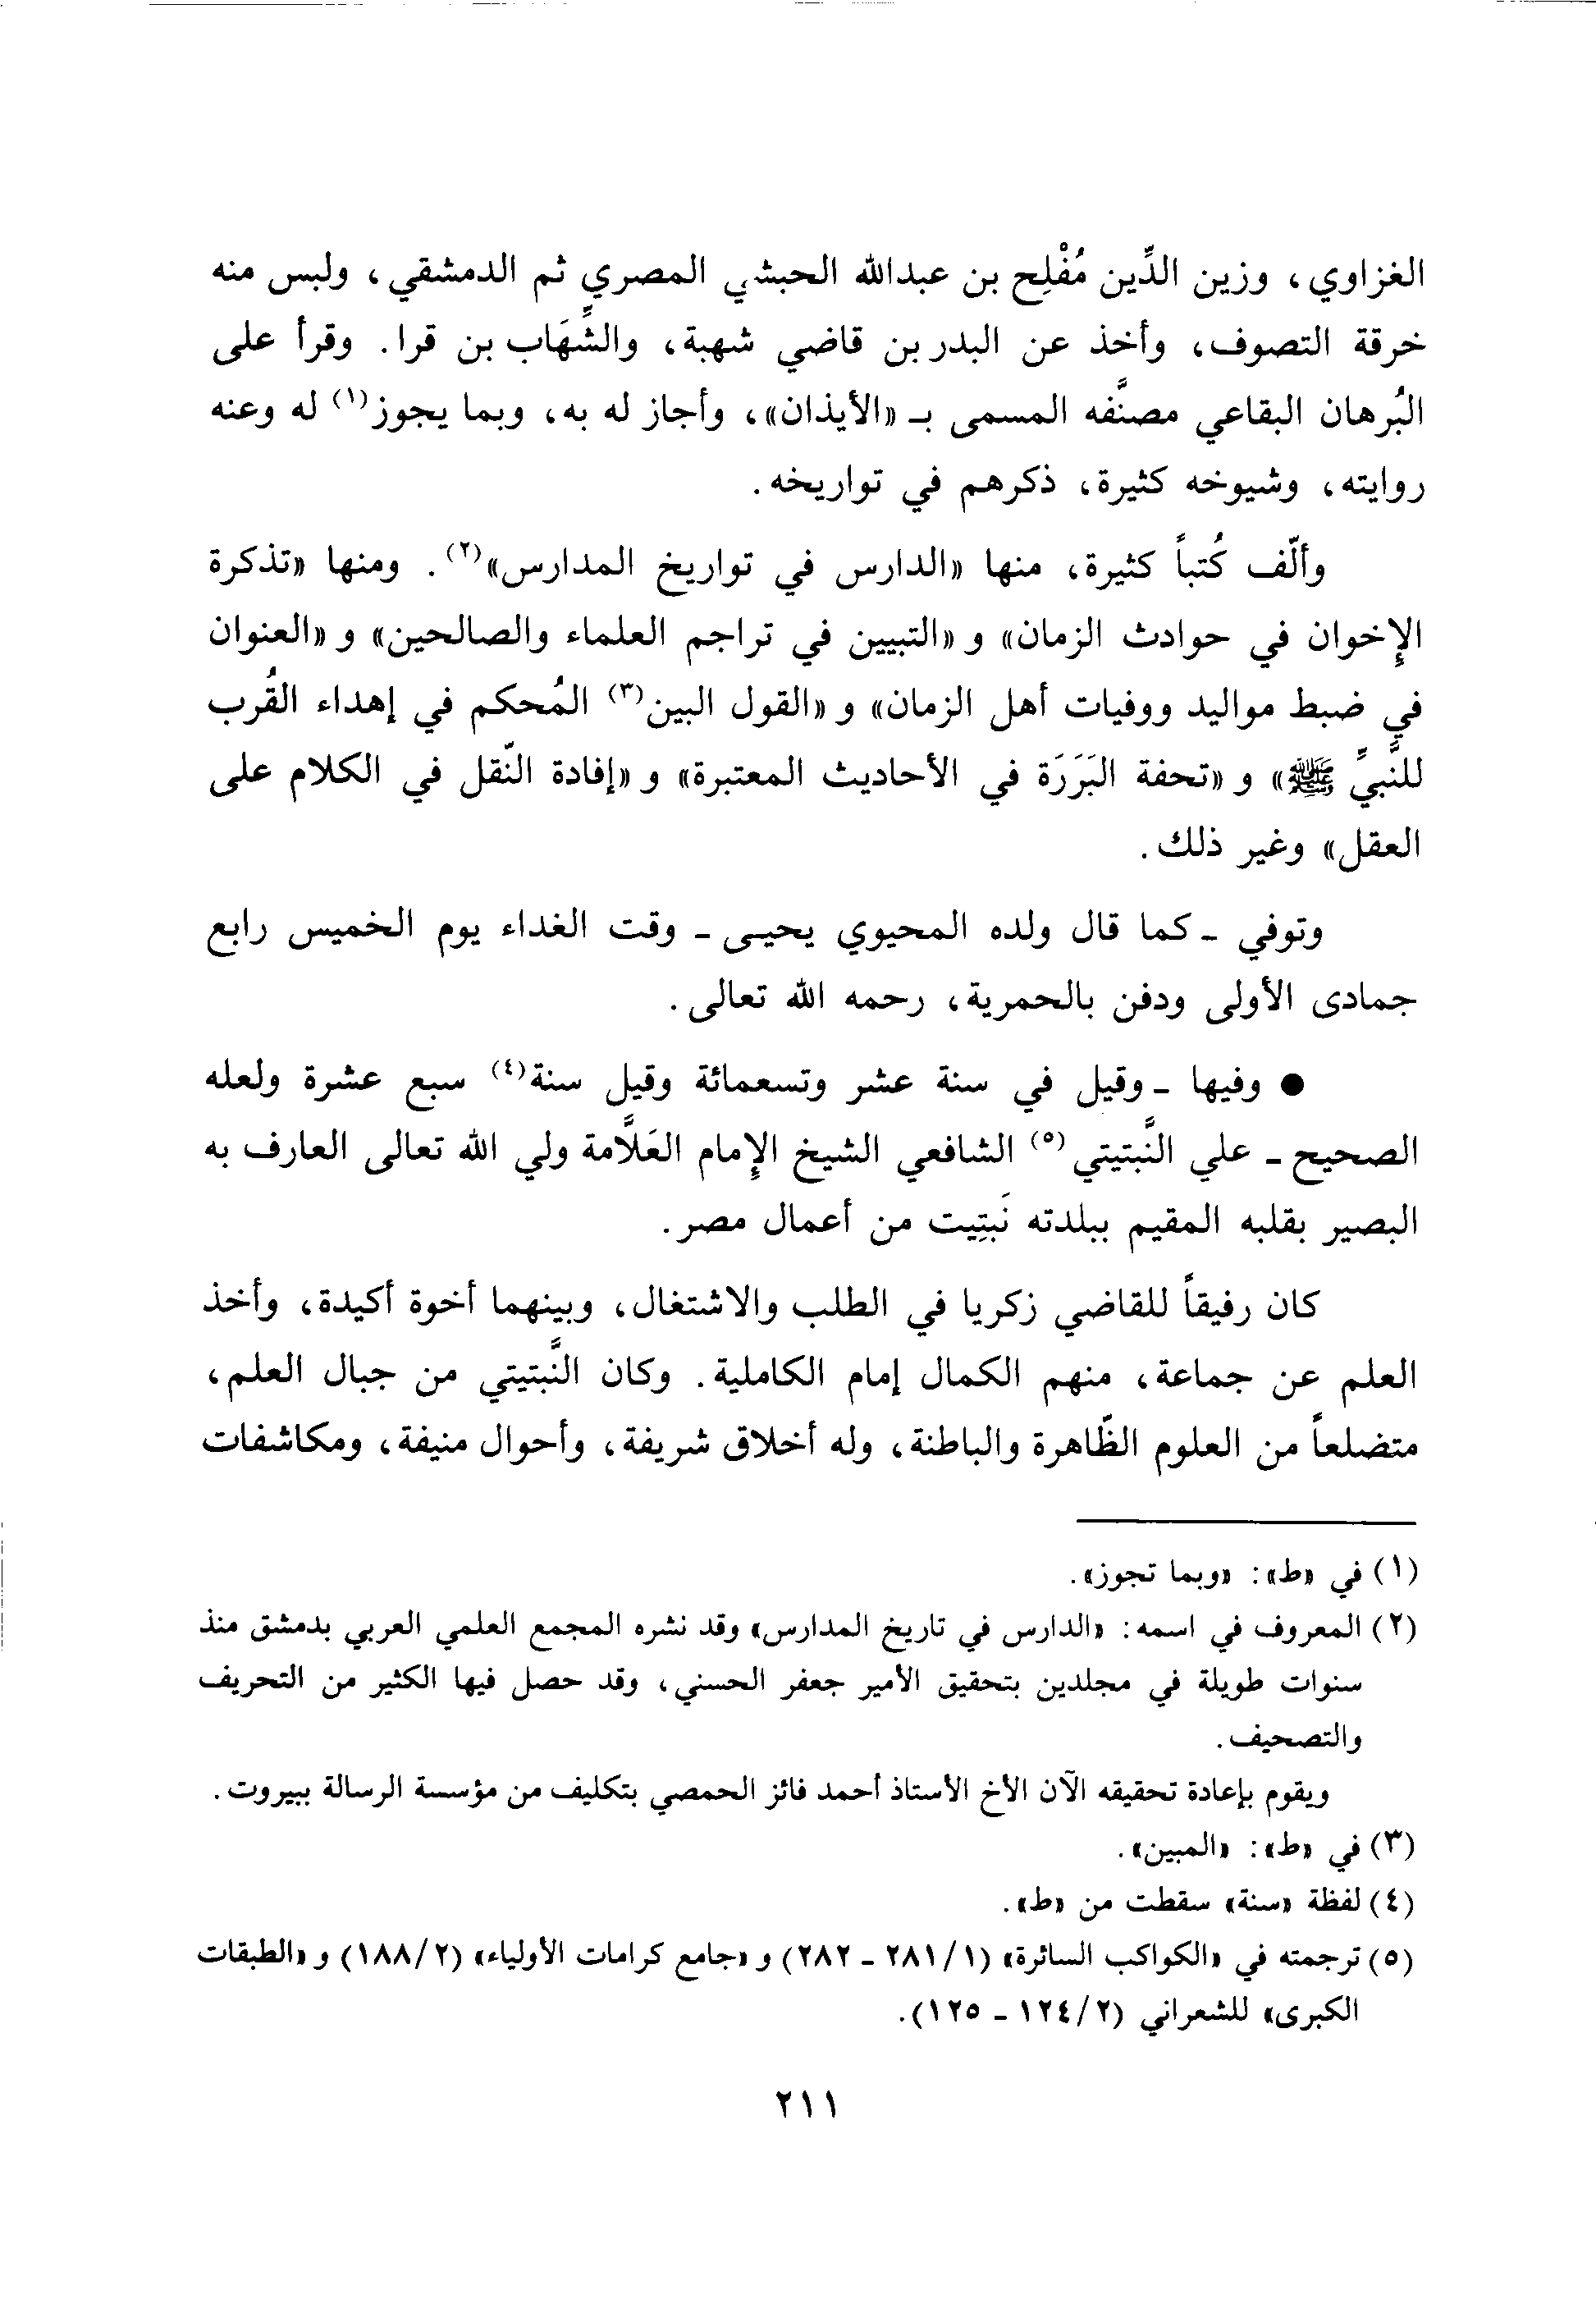 الغزاوي، وزين الدِّين مُفْلِح بن عبدالله الحبشي المصري ثم الدمشقي، ولبس منه
خرقة التصوف، وأخذ عن البدر بن قاضي شهبة، والشِّهَاب بن قرا. وقرأ على
البُرهان البقاعي مصنَّفه المسمى بـ «الأيذان»، وأجاز له به، وبما يجوز(١) له وعنه
روايته، وشيوخه كثيرة، ذكرهم في تواريخه.
وألّف كُتباً كثيرة، منها «الدارس في تواريخ المدارس»(٢). ومنها «تذكرة
الإخوان في حوادث الزمان» و «التبيين في تراجم العلماء والصالحين» و «العنوان
في ضبط مواليد ووفيات أهل الزمان» و «القول البين(٣) المُحكم في إهداء القُرب
للنَّبيِّ ﷺ» و «تحفة البَرَرَة في الأحاديث المعتبرة» و «إفادة النّقل في الكلام على
العقل» وغير ذلك.
وتوفي - كما قال ولده المحيوي يحيى - وقت الغداء يوم الخميس رابع
جمادى الأولى ودفن بالحمرية، رحمه الله تعالى.
● وفيها - وقيل في سنة عشر وتسعمائة وقيل سنة(٤) سبع عشرة ولعله
الصحيح - علي النَّبتيتي(٥) الشافعي الشيخ الإمام العَلَّامة ولي الله تعالى العارف به
البصير بقلبه المقيم ببلدته نَبتِيت من أعمال مصر.
كان رفيقاً للقاضي زكريا في الطلب والاشتغال، وبينهما أخوة أكيدة، وأخذ
العلم عن جماعة، منهم الكمال إمام الكاملية. وكان النَّبتيتي من جبال العلم،
متضلعاً من العلوم الظّاهرة والباطنة، وله أخلاق شريفة، وأحوال منيفة، ومكاشفات
(١) في «ط»: «وبما تجوز».
(٢) المعروف في اسمه: «الدارس في تاريخ المدارس» وقد نشره المجمع العلمي العربي بدمشق منذ
سنوات طويلة في مجلدين بتحقيق الأمير جعفر الحسني، وقد حصل فيها الكثير من التحريف
والتصحيف.
ويقوم بإعادة تحقيقه الآن الأخ الأستاذ أحمد فائز الحمصي بتكليف من مؤسسة الرسالة ببيروت.
(٣) في «ط»: «المبين».
(٤) لفظة «سنة» سقطت من «ط».
(٥) ترجمته في «الكواكب السائرة» (١/ ٢٨١ - ٢٨٢) و «جامع كرامات الأولياء» (٢/ ١٨٨) و «الطبقات
الكبرى» للشعراني (٢/ ١٢٤ - ١٢٥).
٢١١